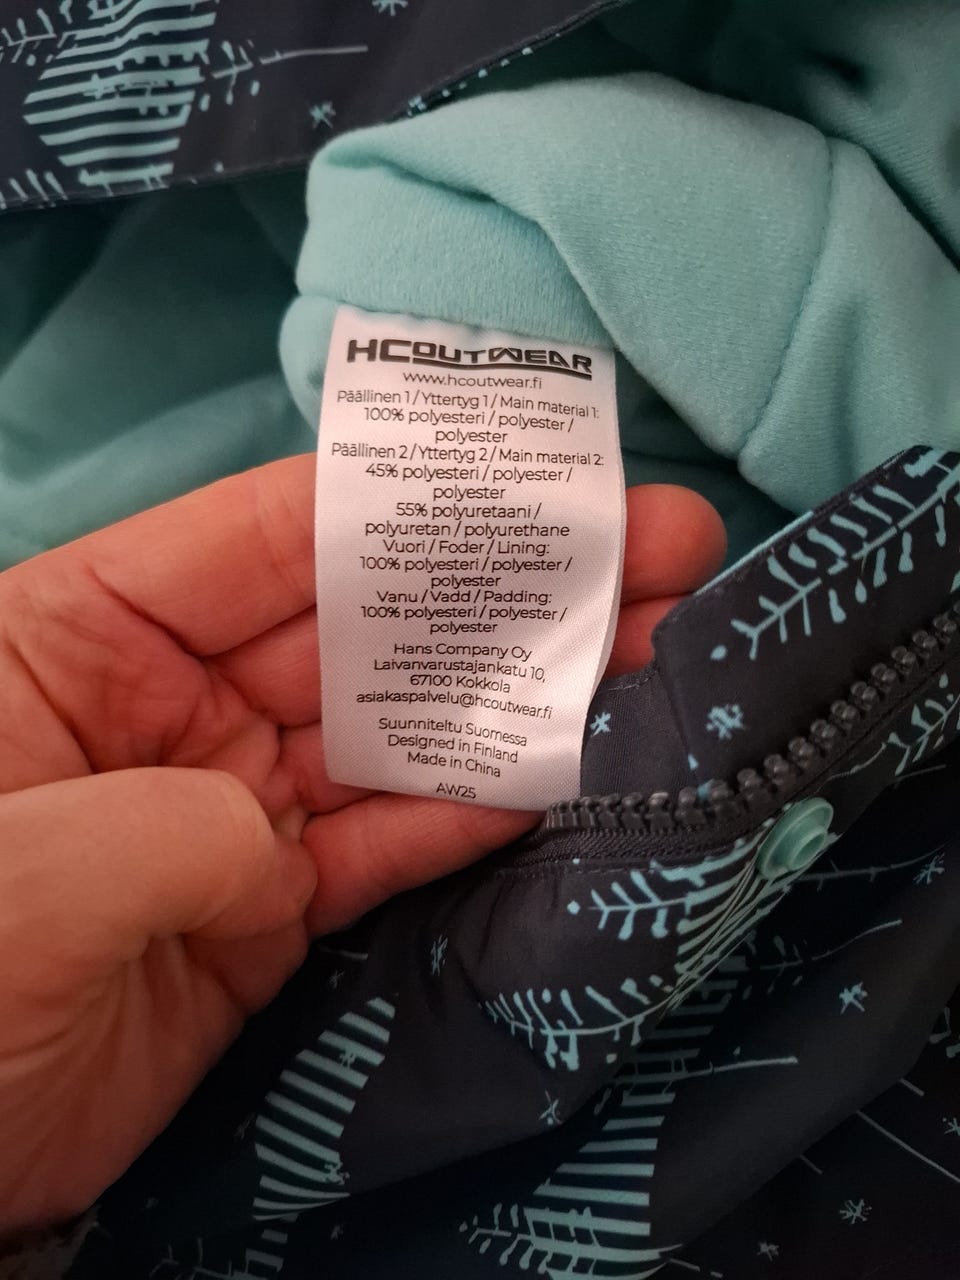 HCOUTWEAR
www.hcoutwear.fi
Päällinen 1 / Yttertyg 1 / Main material 1:
100% polyesteri / polyester /
polyester
Päällinen 2 / Yttertyg 2 / Main material 2:
45% polyesteri / polyester /
polyester
55% polyuretaani /
polyuretan / polyurethane
Vuori / Foder / Lining:
100% polyesteri / polyester /
polyester
Vanu / Vadd / Padding:
100% polyesteri / polyester /
polyester
Hans Company Oy
Laivanvarustajankatu 10,
67100 Kokkola
asiakaspalvelu@hcoutwear.fi
Suunniteltu Suomessa
Designed in Finland
Made in China
AW25